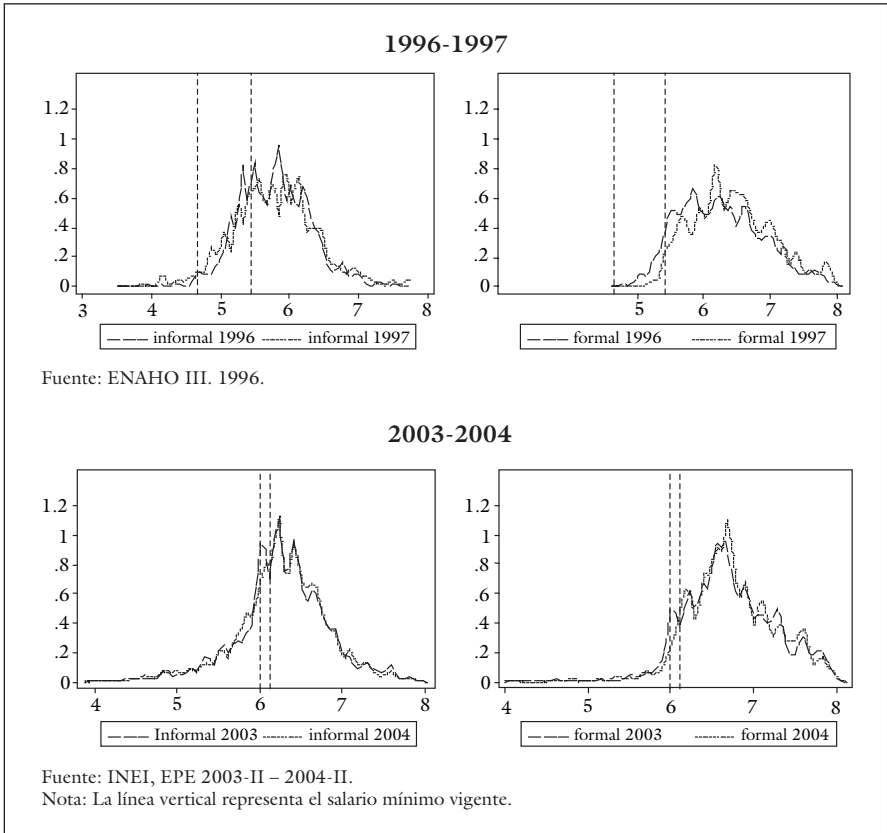 1996-1997
1.2
1
.8
.6
.4
.2
0
3 4 5 6 7 8
informal 1996 informal 1997
1.2
1
.8
.6
.4
.2
0
5 6 7 8
formal 1996 formal 1997
Fuente: ENAHO III. 1996.
2003-2004
1.2
1
.8
.6
.4
.2
0
4 5 6 7 8
Informal 2003 informal 2004
1.2
1
.8
.6
.4
.2
0
4 5 6 7 8
formal 2003 formal 2004
Fuente: INEI, EPE 2003-II – 2004-II.
Nota: La línea vertical representa el salario mínimo vigente.